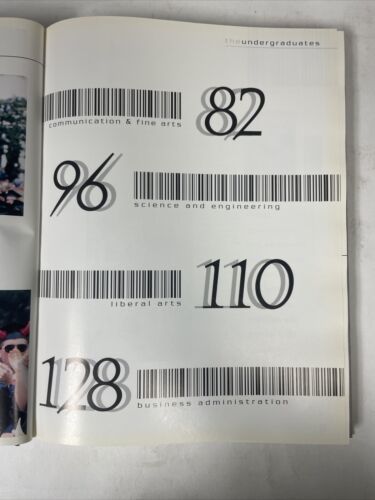 theundergraduates
82
communication & fine arts
96
science and engineering
110
liberal arts
128
business administration